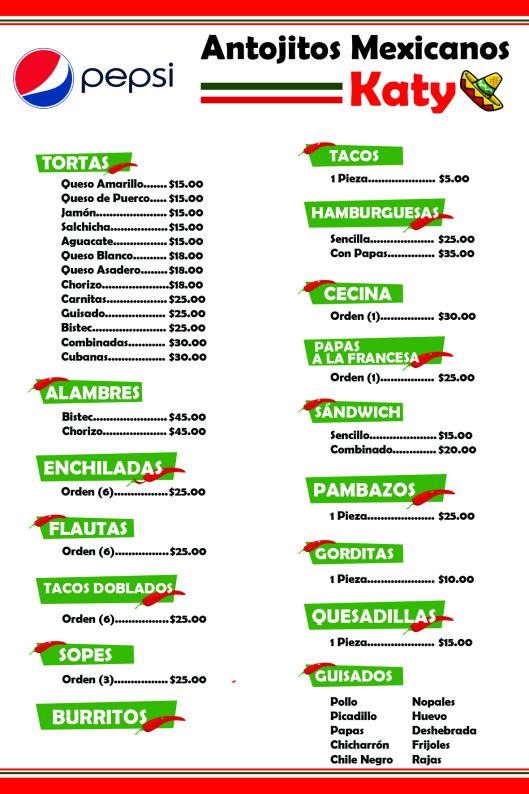 pepsi
Antojitos Mexicanos
Katy
TORTAS
Queso Amarillo....... $15.00
Queso de Puerco..... $15.00
Jamón..................... $15.00
Salchicha................. $15.00
Aguacate................. $15.00
Queso Blanco.......... $18.00
Queso Asadero........ $18.00
Chorizo....................$18.00
Carnitas................... $25.00
Guisado................... $25.00
Bistec....................... $25.00
Combinadas........... $30.00
Cubanas.................. $30.00
ALAMBRES
Bistec....................... $45.00
Chorizo.................... $45.00
ENCHILADAS
Orden (6).................$25.00
FLAUTAS
Orden (6).................$25.00
TACOS DOBLADOS
Orden (6).................$25.00
SOPES
Orden (3).................$25.00
BURRITOS
TACOS
1 Pieza..................... $5.00
HAMBURGUESAS
Sencilla.................... $25.00
Con Papas............... $35.00
CECINA
Orden (1)................. $30.00
PAPAS
A LA FRANCESA
Orden (1)................. $25.00
SÁNDWICH
Sencillo..................... $15.00
Combinado............. $20.00
PAMBAZOS
1 Pieza..................... $25.00
GORDITAS
1 Pieza..................... $10.00
QUESADILLAS
1 Pieza..................... $15.00
GUISADOS
Pollo
Picadillo
Papas
Chicharrón
Chile Negro
Nopales
Huevo
Deshebrada
Frijoles
Rajas